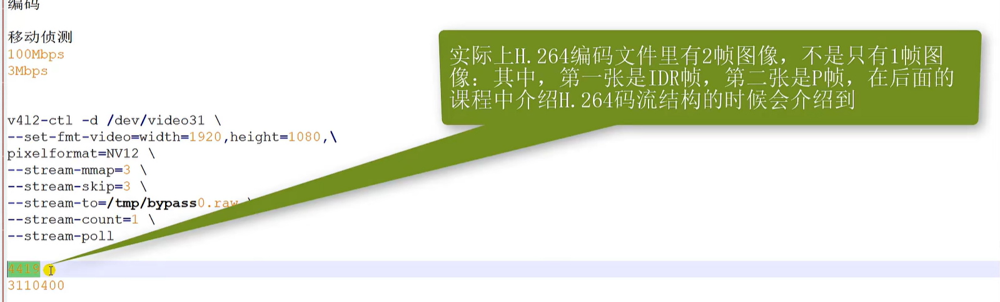 编码
移动侦测
100Mbps
3Mbps
实际上H.264编码文件里有2帧图像，不是只有1帧图
像：其中，第一张是IDR帧，第二张是P帧，在后面的
课程中介绍H.264码流结构的时候会介绍到
v4l2-ctl -d /dev/video31 \
--set-fmt-video=width=1920,height=1080,\
pixelformat=NV12 \
--stream-mmap=3 \
--stream-skip=3 \
--stream-to=/tmp/bypass0.raw \
--stream-count=1 \
--stream-poll
4419
3110400